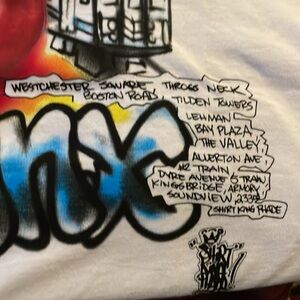 WESTCHESTER SQUARE, THROGS NECK
BOSTON ROAD, TILDEN TOWERS
LEHMAN
BAY PLAZA
THE VALLEY
ALLERTON AVE
#2 TRAIN
DYRE AVENUE 5 TRAIN
KINGSBRIDGE, ARMORY
SOUNDVIEW, 233rd
SHIRT KING PHADE
nx